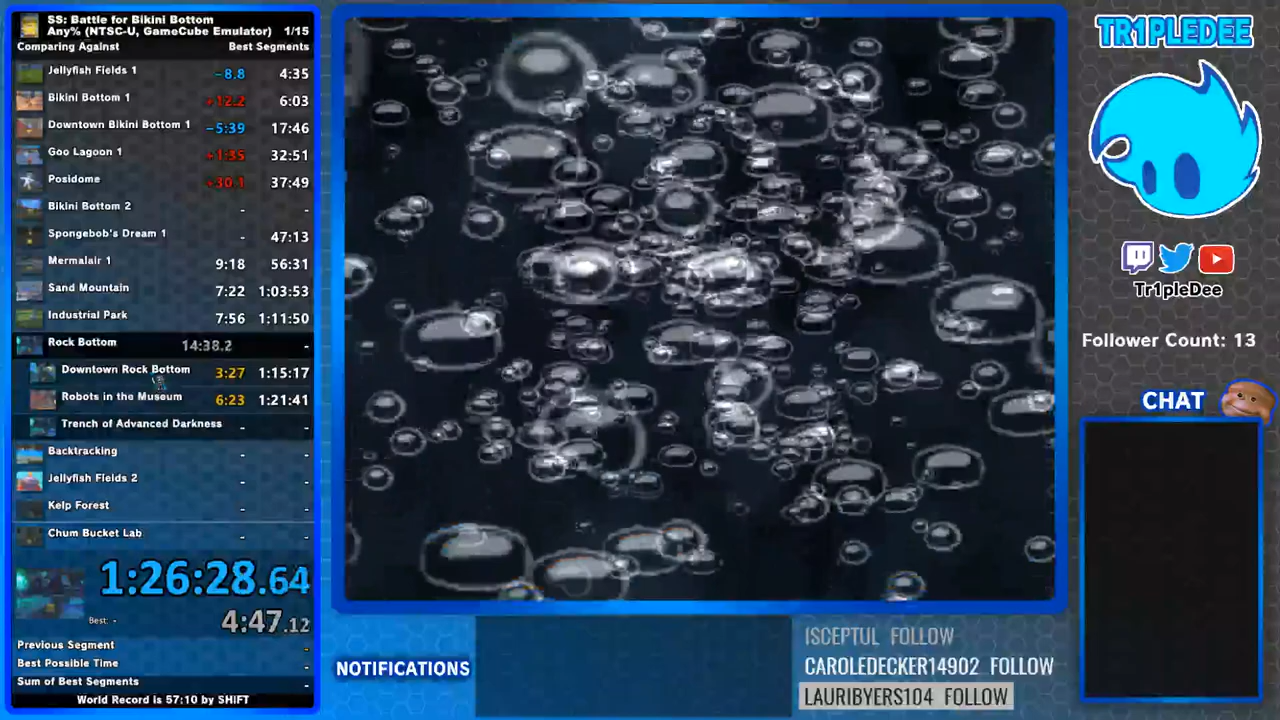 SS: Battle for Bikini Bottom
Any% (NTSC-U, GameCube Emulator) 1/15
Comparing Against Best Segments
Jellyfish Fields 1 -8.8 4:35
Bikini Bottom 1 +12.2 6:03
Downtown Bikini Bottom 1 -5:39 17:46
Goo Lagoon 1 +1:35 32:51
Posidome +30.1 37:49
Bikini Bottom 2 - -
Spongebob's Dream 1 - 47:13
Mermalair 1 9:18 56:31
Sand Mountain 7:22 1:03:53
Industrial Park 7:56 1:11:50
Rock Bottom 14:38.2 -
Downtown Rock Bottom 3:27 1:15:17
Robots in the Museum 6:23 1:21:41
Trench of Advanced Darkness - -
Backtracking - -
Jellyfish Fields 2 - -
Kelp Forest - -
Chum Bucket Lab - -
1:26:28.64
Best: - 4:47.12
Previous Segment -
Best Possible Time -
Sum of Best Segments -
World Record is 57:10 by SHIFT
NOTIFICATIONS
ISCEPTUL FOLLOW
CAROLEDECKER14902 FOLLOW
LAURIBYERS104 FOLLOW
TR1PLEDEE
Tr1pleDee
Follower Count: 13
CHAT